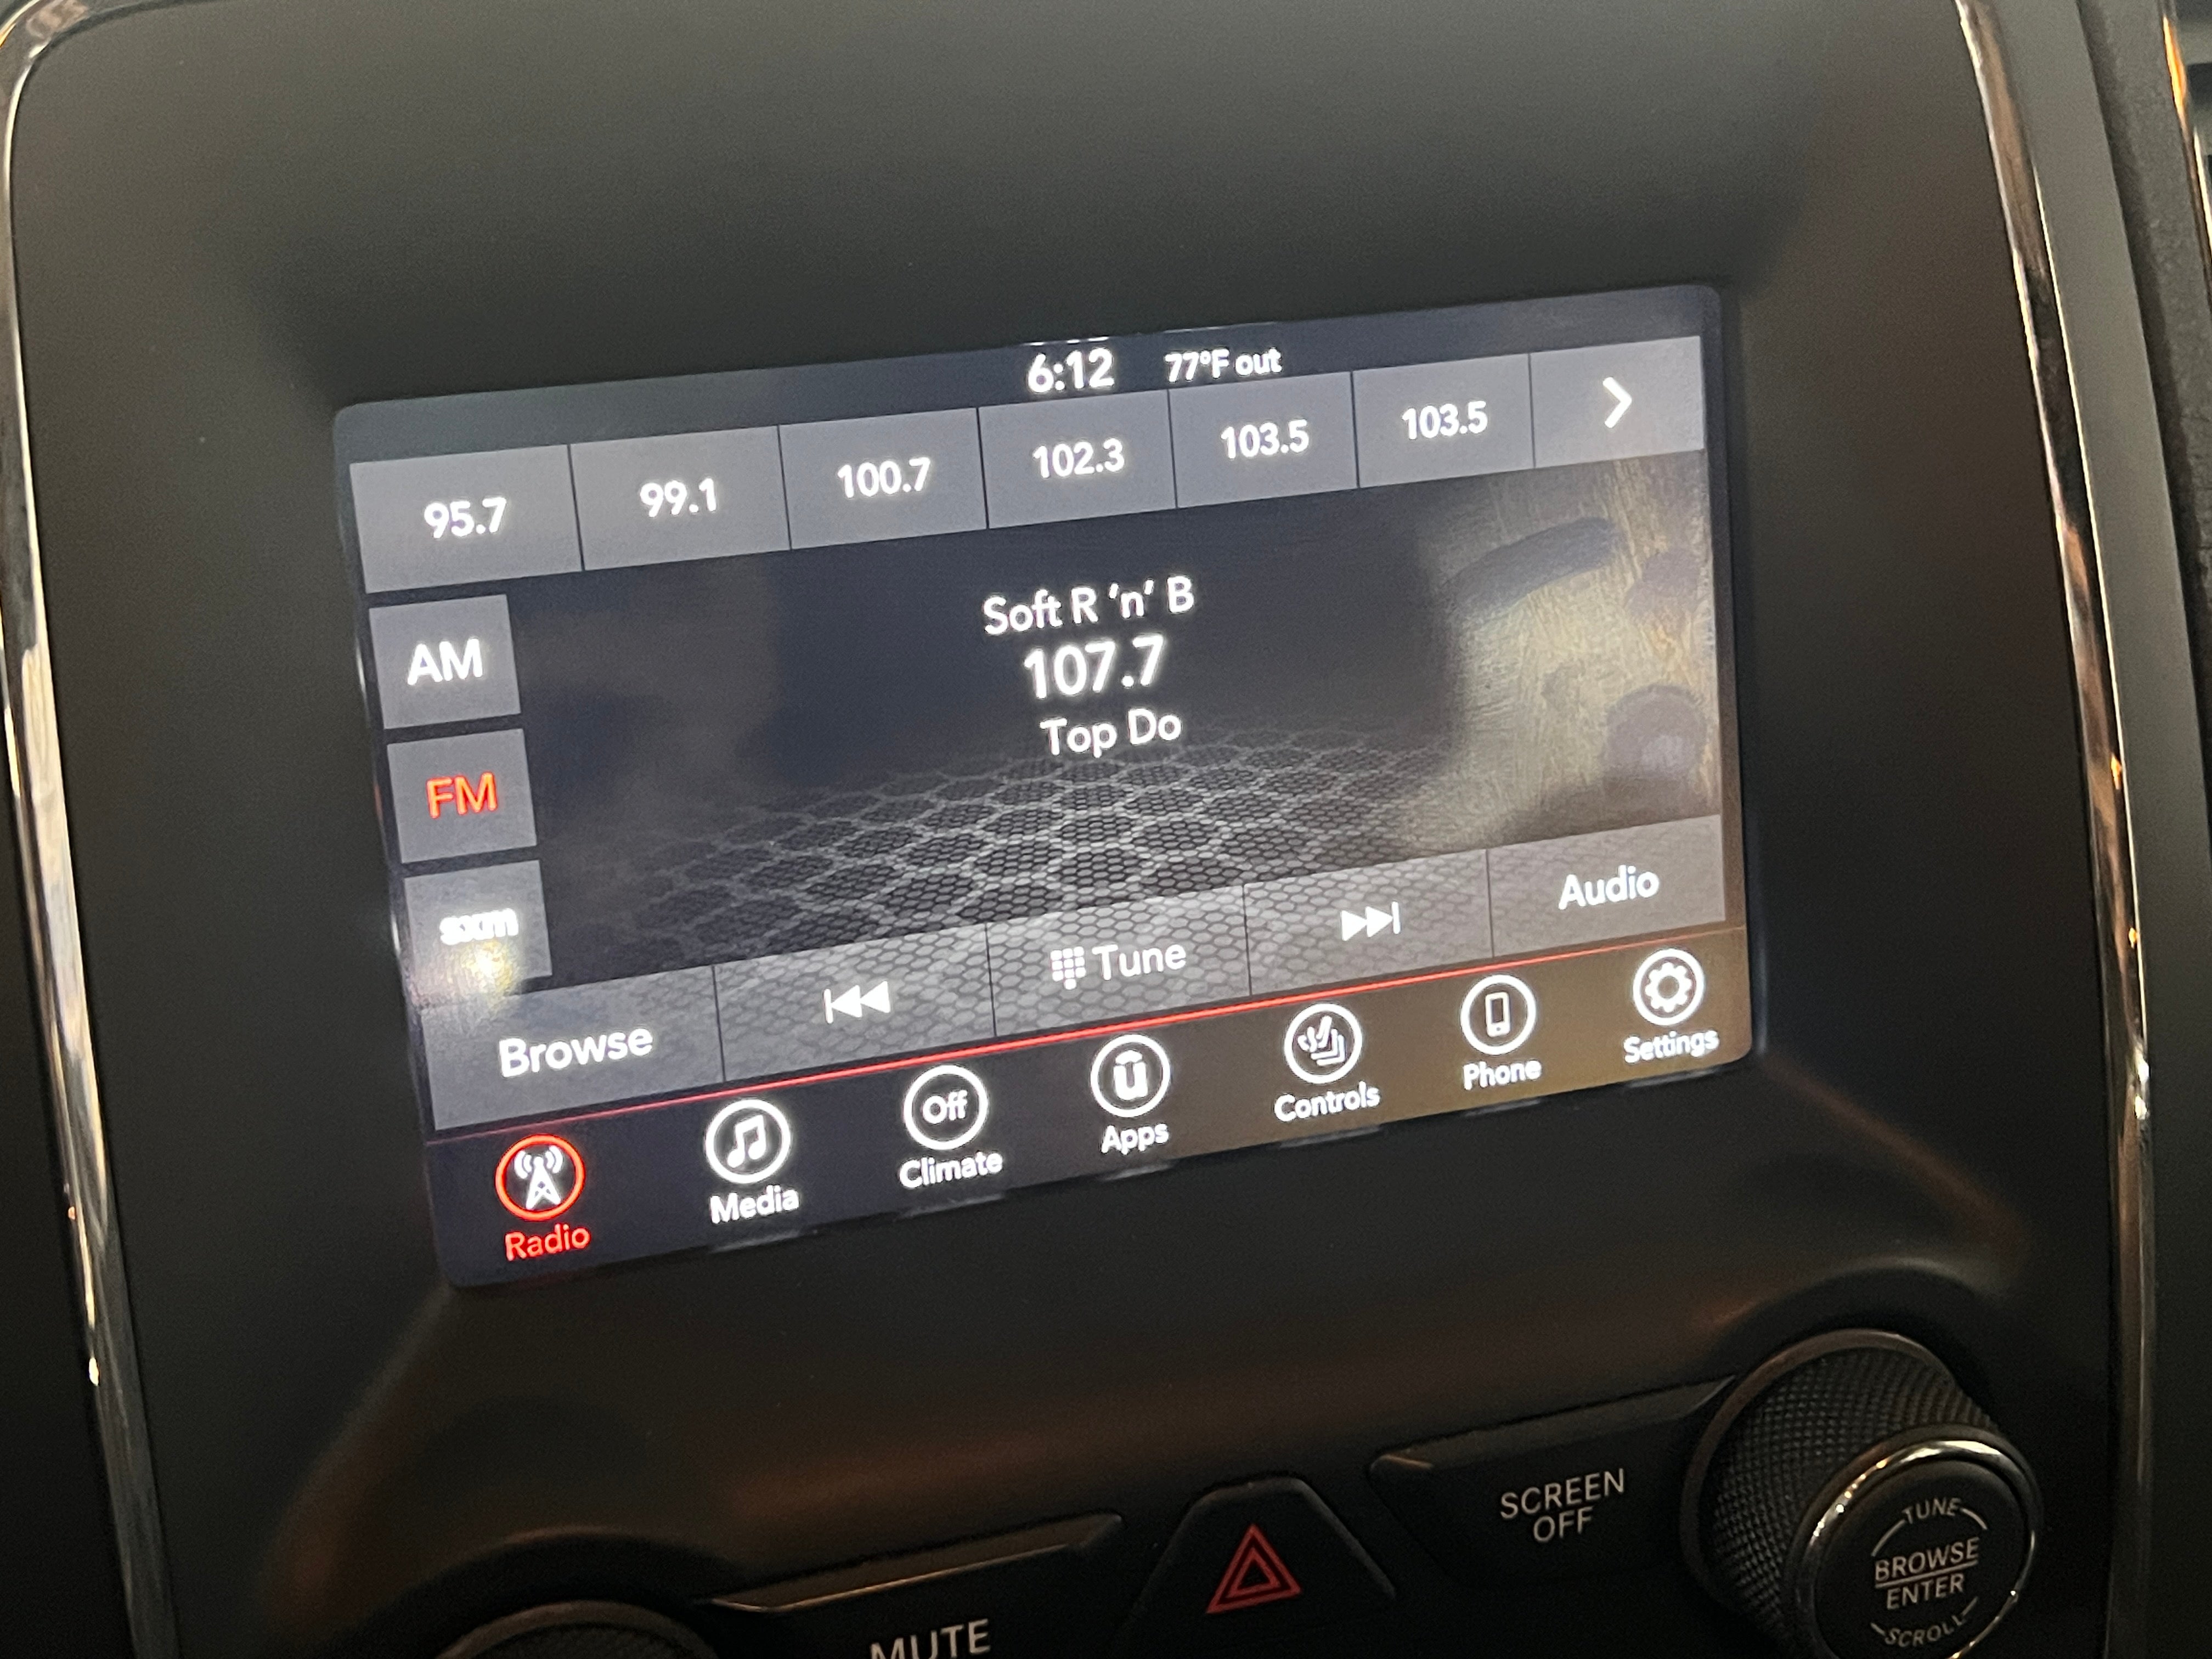 6:12 77°F out
95.7 99.1 100.7 102.3 103.5 103.5
Soft R 'n' B
107.7
Top Do
AM
FM
sxm
Browse Tune Audio
Radio Media Off Climate Apps Controls Phone Settings
MUTE
SCREEN
OFF
TUNE
BROWSE
ENTER
SCROLL